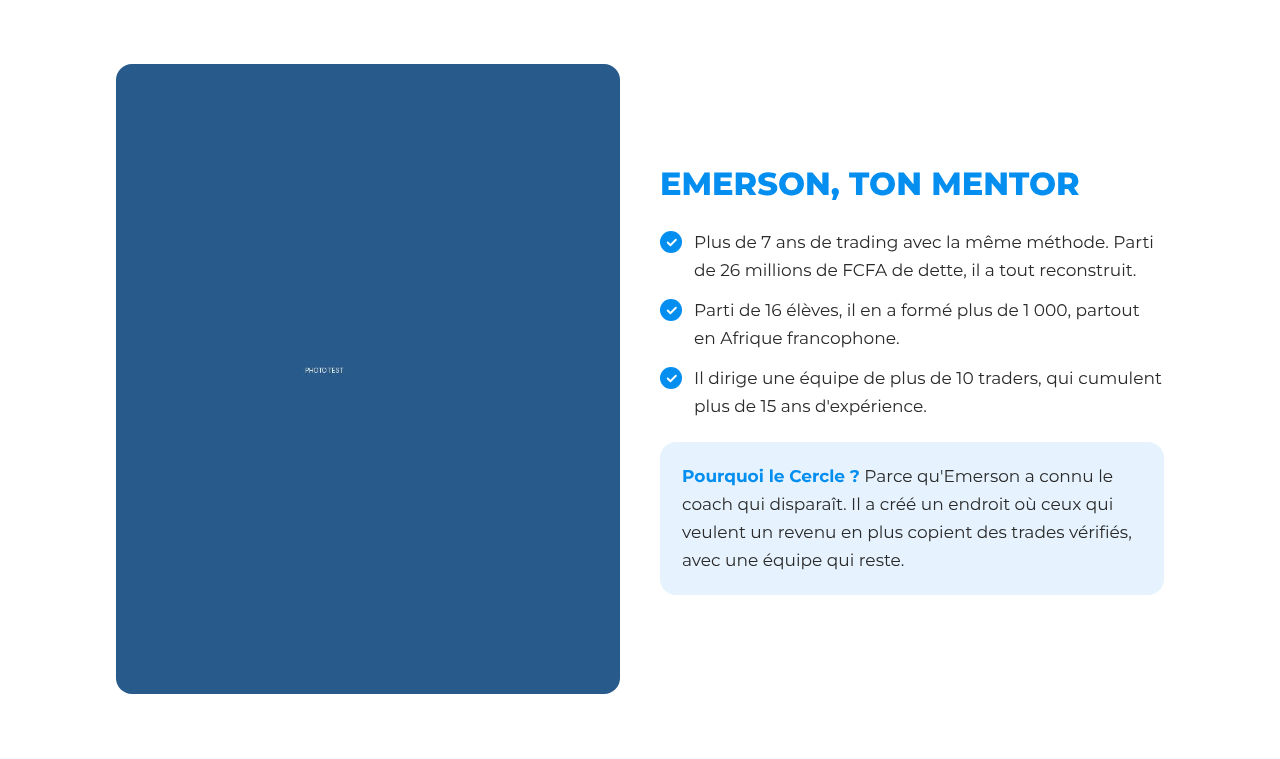 PHOTO TEST
EMERSON, TON MENTOR
Plus de 7 ans de trading avec la même méthode. Parti
de 26 millions de FCFA de dette, il a tout reconstruit.
Parti de 16 élèves, il en a formé plus de 1 000, partout
en Afrique francophone.
Il dirige une équipe de plus de 10 traders, qui cumulent
plus de 15 ans d'expérience.
Pourquoi le Cercle ? Parce qu'Emerson a connu le
coach qui disparaît. Il a créé un endroit où ceux qui
veulent un revenu en plus copient des trades vérifiés,
avec une équipe qui reste.